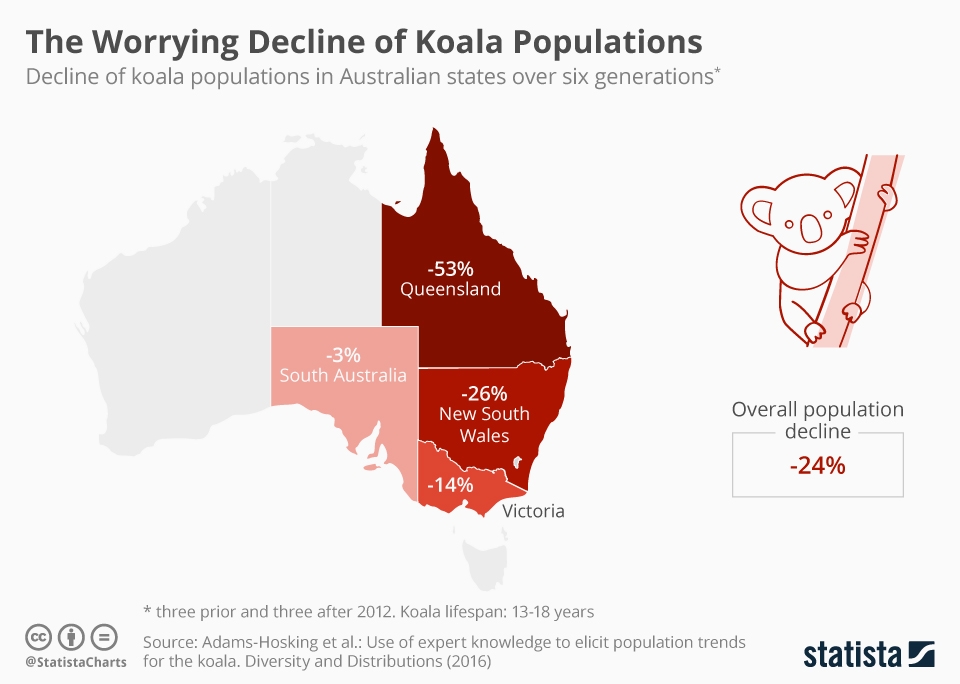 The Worrying Decline of Koala Populations
Decline of koala populations in Australian states over six generations*
-53%
Queensland
-3%
South Australia
-26%
New South
Wales
-14%
Victoria
Overall population
decline
-24%
* three prior and three after 2012. Koala lifespan: 13-18 years
Source: Adams-Hosking et al.: Use of expert knowledge to elicit population trends
for the koala. Diversity and Distributions (2016)
cc
@StatistaCharts
statista